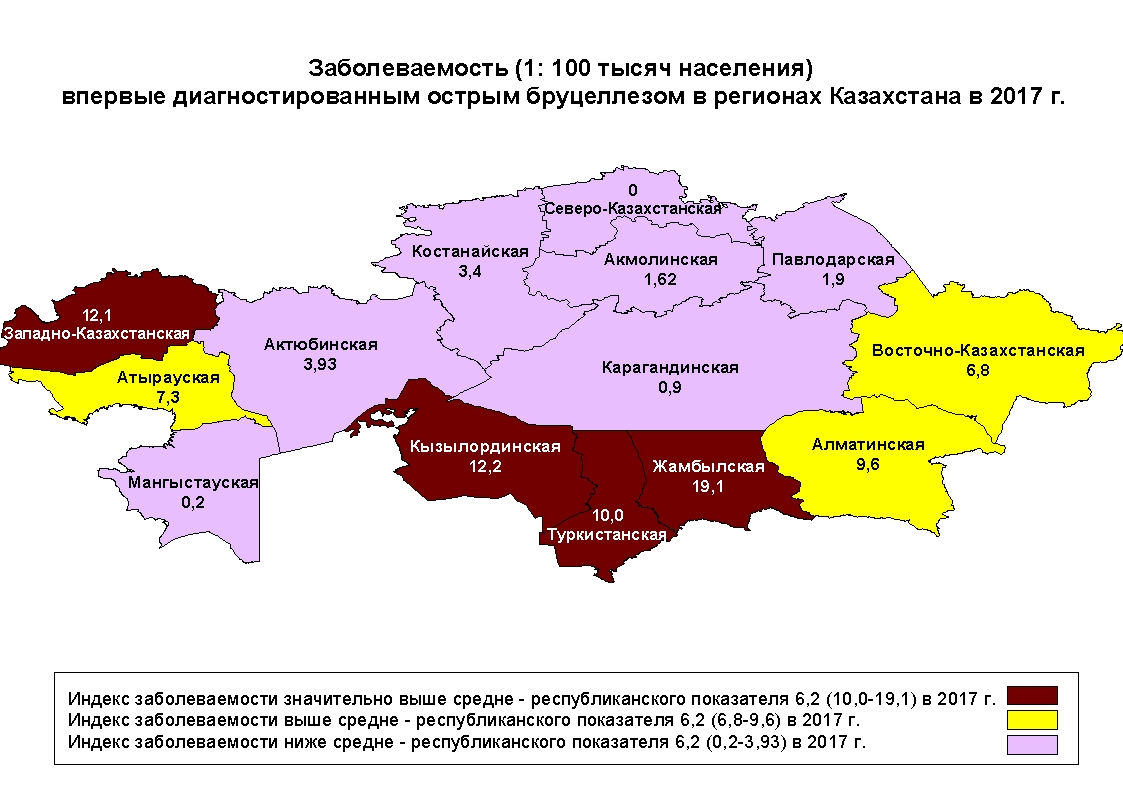 Заболеваемость (1: 100 тысяч населения)
впервые диагностированным острым бруцеллезом в регионах Казахстана в 2017 г.
0
Северо-Казахстанская
Костанайская
3,4
Акмолинская
1,62
Павлодарская
1,9
12,1
Западно-Казахстанская
Актюбинская
3,93
Восточно-Казахстанская
6,8
Карагандинская
0,9
Атырауская
7,3
Кызылординская
12,2
Алматинская
9,6
Жамбылская
19,1
Мангыстауская
0,2
10,0
Туркистанская
Индекс заболеваемости значительно выше средне - республиканского показателя 6,2 (10,0-19,1) в 2017 г.
Индекс заболеваемости выше средне - республиканского показателя 6,2 (6,8-9,6) в 2017 г.
Индекс заболеваемости ниже средне - республиканского показателя 6,2 (0,2-3,93) в 2017 г.